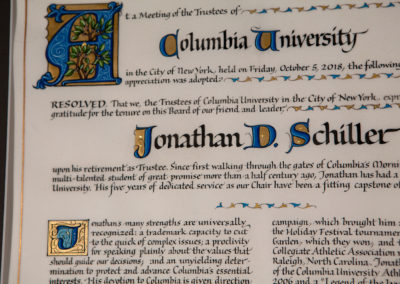 At a Meeting of the Trustees of
Columbia University
in the City of New York, held on Friday, October 5, 2018, the following
appreciation was adopted:
RESOLVED, That we, the Trustees of Columbia University in the City of New York, expr
gratitude for the tenure on this Board of our friend and leader,
Jonathan D. Schiller
upon his retirement as Trustee. Since first walking through the gates of Columbia's Morni
multi-talented student of great promise more than a half century ago, Jonathan has had a
University. His five years of dedicated service as our Chair have been a fitting capstone of
Jonathan's many strengths are universally
recognized: a trademark capacity to cut
to the quick of complex issues; a proclivity
for speaking plainly about the values that
should guide our decisions; and an unyielding deter-
mination to protect and advance Columbia's essential
interests. His devotion to Columbia is given direction
campaign, which brought him
the Holiday Festival tournamen
Garden, which they won; and
Collegiate Athletic Association
Raleigh, North Carolina. Jonat
of the Columbia University Athl
2006 and a "Legend of the